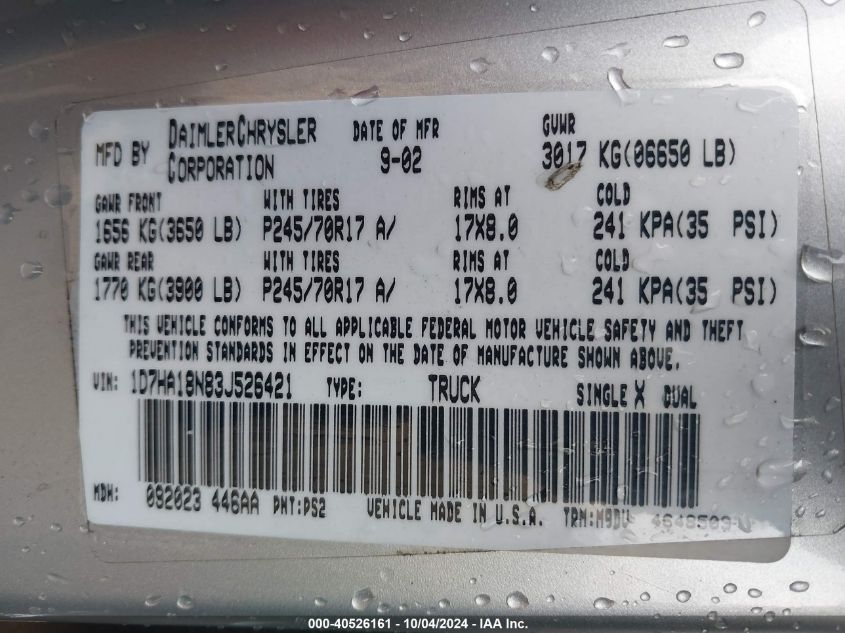 MFD BY DAIMLERCHRYSLER CORPORATION DATE OF MFR 9-02 GVWR 3017 KG(06650 LB)
GAWR FRONT WITH TIRES RIMS AT COLD
1656 KG(3650 LB) P245/70R17 A/ 17X8.0 241 KPA(35 PSI)
GAWR REAR WITH TIRES RIMS AT COLD
1770 KG(3900 LB) P245/70R17 A/ 17X8.0 241 KPA(35 PSI)
THIS VEHICLE CONFORMS TO ALL APPLICABLE FEDERAL MOTOR VEHICLE SAFETY AND THEFT
PREVENTION STANDARDS IN EFFECT ON THE DATE OF MANUFACTURE SHOWN ABOVE.
VIN: 1D7HA18N83J526421 TYPE: TRUCK SINGLE X DUAL
MDH: 092023 446AA PNT:PS2 VEHICLE MADE IN U.S.A.
000-40526161 - 10/04/2024 - IAAI.com